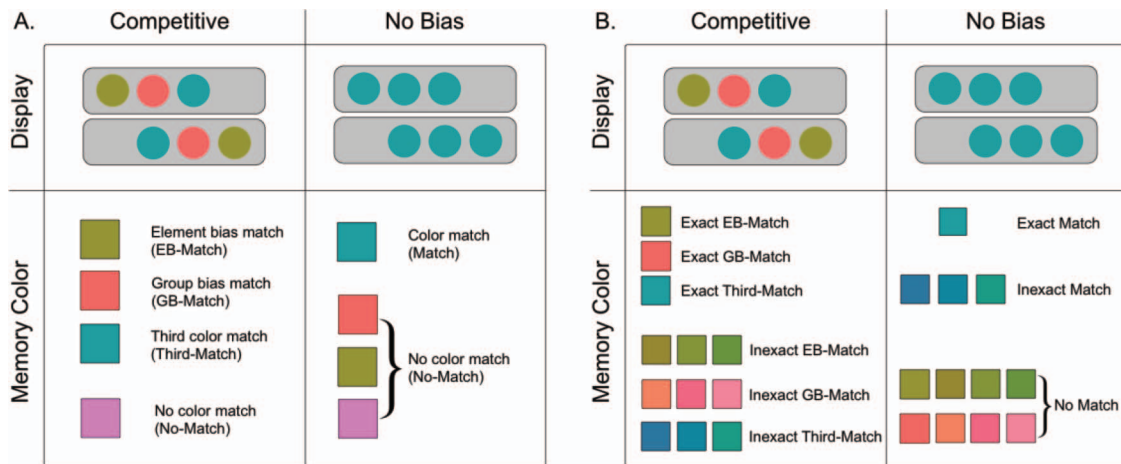 A.
Competitive
No Bias
Display
Memory Color
Element bias match
(EB-Match)
Group bias match
(GB-Match)
Third color match
(Third-Match)
No color match
(No-Match)
Color match
(Match)
No color match
(No-Match)
B.
Competitive
No Bias
Display
Memory Color
Exact EB-Match
Exact GB-Match
Exact Third-Match
Inexact EB-Match
Inexact GB-Match
Inexact Third-Match
Exact Match
Inexact Match
No Match